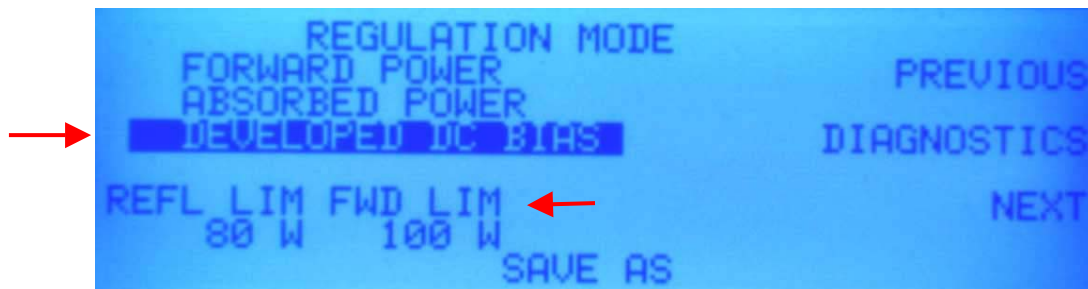 REGULATION MODE
FORWARD POWER
PREVIOUS
ABSORBED POWER
DEVELOPED DC BIAS
DIAGNOSTICS
REFL LIM FWD LIM
NEXT
80 W 100 W
SAVE AS